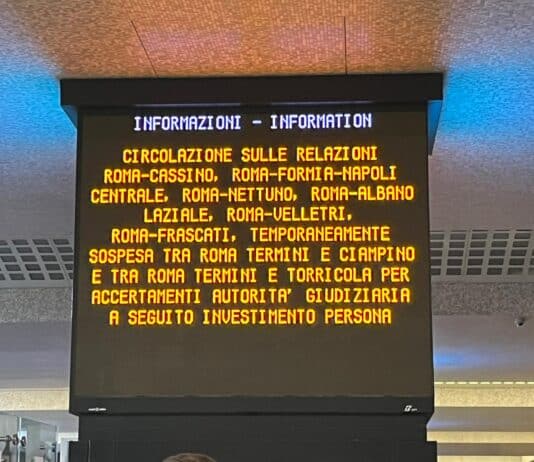 INFORMAZIONI - INFORMATION
CIRCOLAZIONE SULLE RELAZIONI
ROMA-CASSINO, ROMA-FORMIA-NAPOLI
CENTRALE, ROMA-NETTUNO, ROMA-ALBANO
LAZIALE, ROMA-VELLETRI,
ROMA-FRASCATI, TEMPORANEAMENTE
SOSPESA TRA ROMA TERMINI E CIAMPINO
E TRA ROMA TERMINI E TORRICOLA PER
ACCERTAMENTI AUTORITA' GIUDIZIARIA
A SEGUITO INVESTIMENTO PERSONA